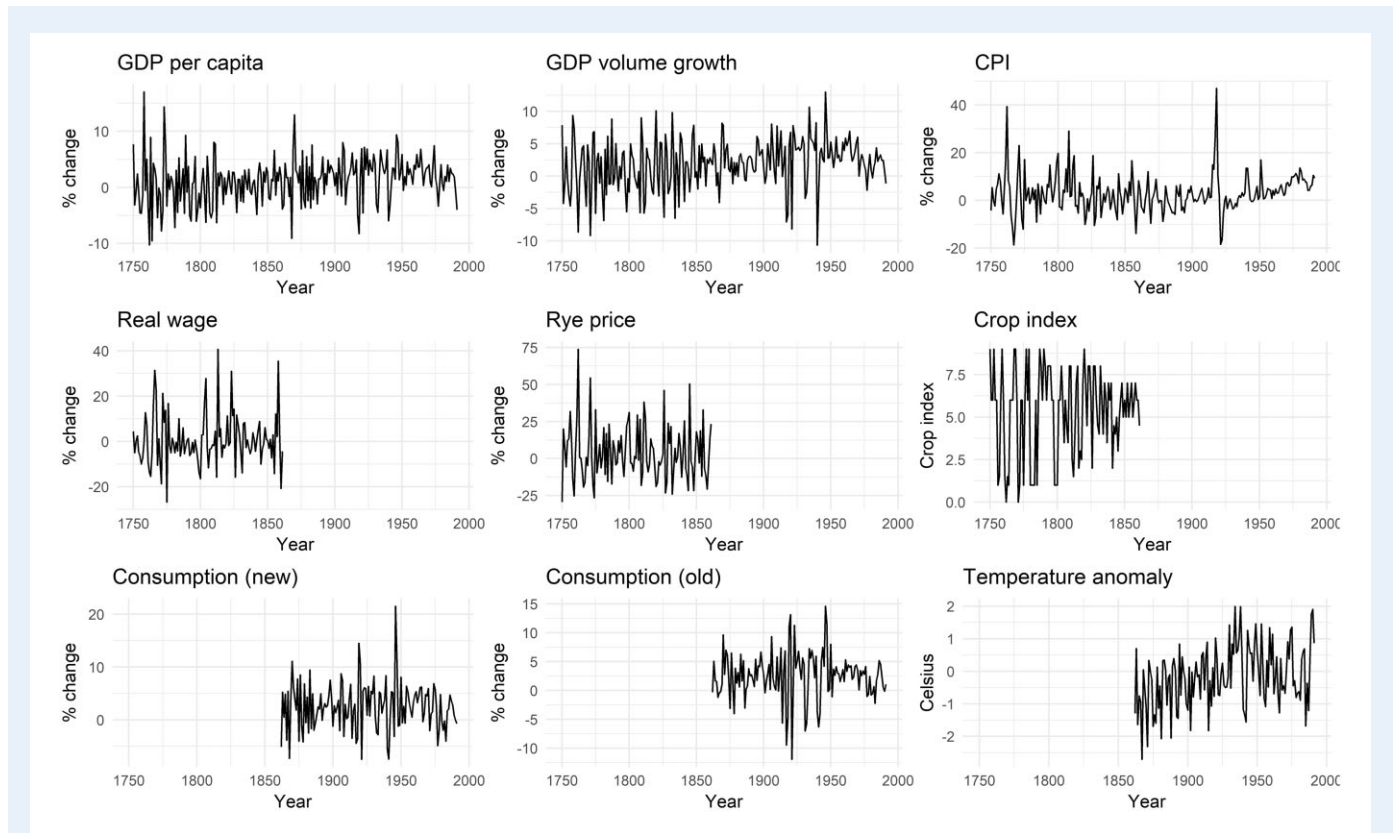 GDP per capita
% change
10
0
-10
1750 1800 1850 1900 1950 2000
Year
GDP volume growth
% change
10
5
0
-5
-10
1750 1800 1850 1900 1950 2000
Year
CPI
% change
40
20
0
-20
1750 1800 1850 1900 1950
Year
Real wage
% change
40
20
0
-20
1750 1800 1850 1900 1950 2000
Year
Rye price
% change
75
50
25
0
-25
1750 1800 1850 1900 1950 2000
Year
Crop index
Crop index
7.5
5.0
2.5
0.0
1750 1800 1850 1900 1950
Year
Consumption (new)
% change
20
10
0
1750 1800 1850 1900 1950 2000
Year
Consumption (old)
% change
15
10
5
0
-5
-10
1750 1800 1850 1900 1950 2000
Year
Temperature anomaly
Celsius
2
1
0
-1
-2
1750 1800 1850 1900 1950 2000
Year